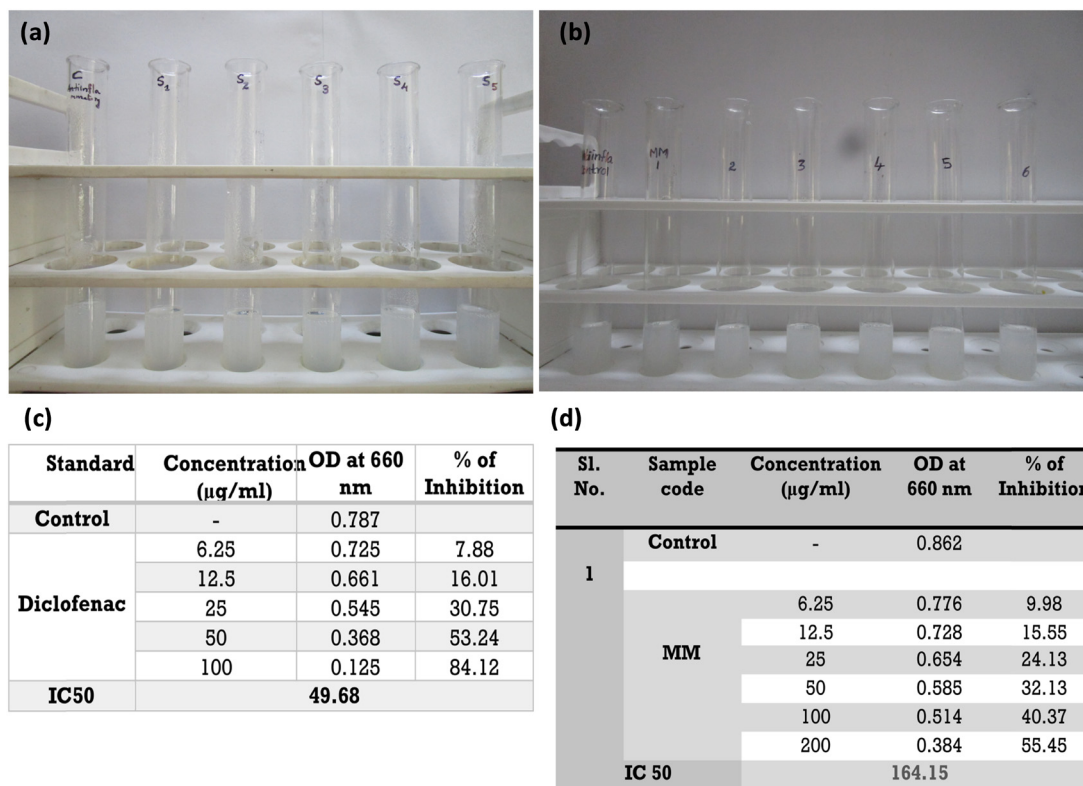 (a)
C
S1
S2
S3
S4
S5
(b)
MM
1
2
3
4
5
6
(c)
Standard Concentration (µg/ml) OD at 660 nm % of Inhibition
Control - 0.787
Diclofenac
6.25 0.725 7.88
12.5 0.661 16.01
25 0.545 30.75
50 0.368 53.24
100 0.125 84.12
IC50 49.68
(d)
Sl. No. Sample code Concentration (µg/ml) OD at 660 nm % of Inhibition
1
Control - 0.862
MM
6.25 0.776 9.98
12.5 0.728 15.55
25 0.654 24.13
50 0.585 32.13
100 0.514 40.37
200 0.384 55.45
IC 50 164.15